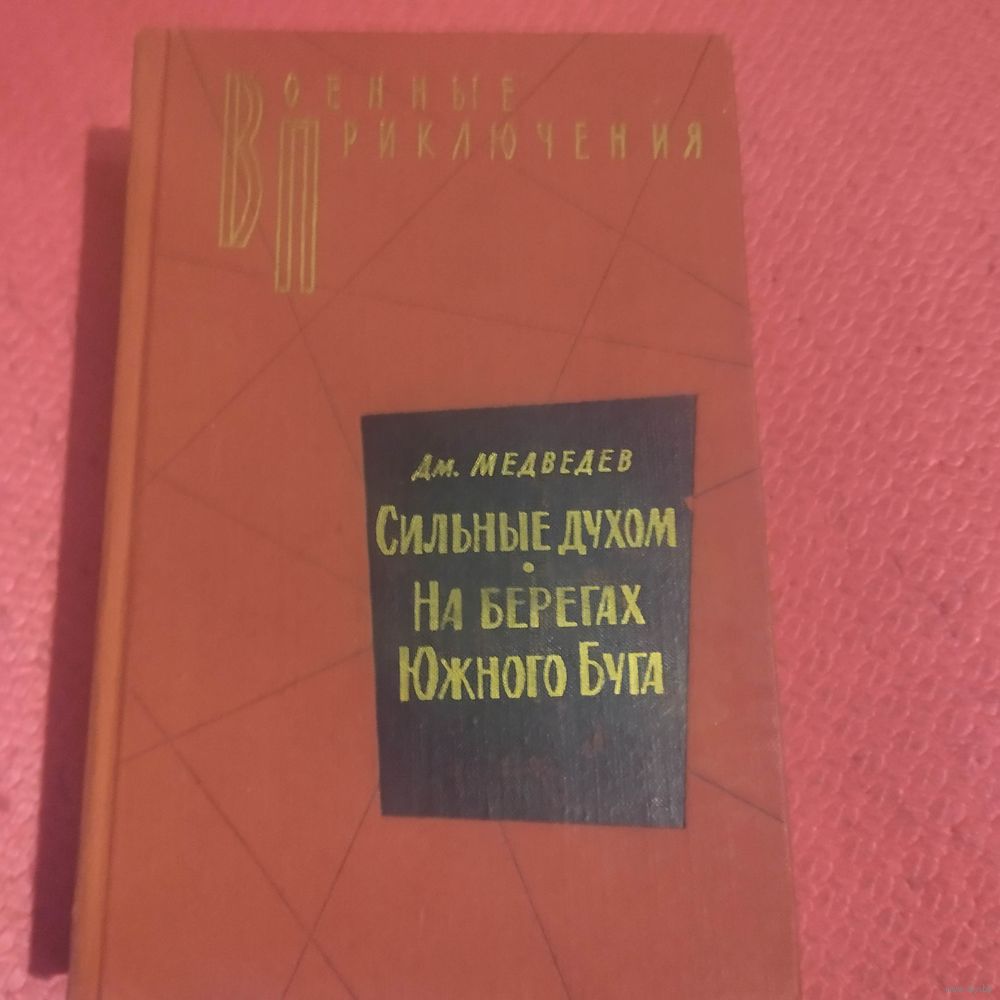 Военные
Приключения
Дм. Медведев
Сильные духом
•
На берегах
Южного Буга